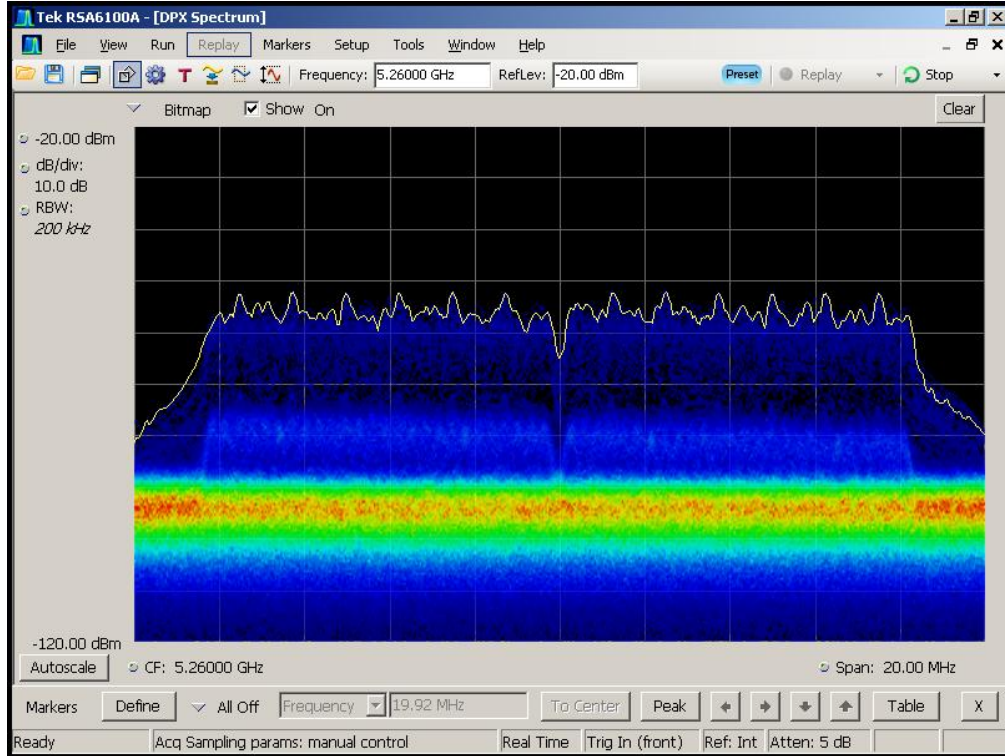 Tek RSA6100A - [DPX Spectrum]
File View Run Replay Markers Setup Tools Window Help
T Frequency: 5.26000 GHz RefLev: -20.00 dBm Preset Replay Stop
Bitmap Show On Clear
-20.00 dBm
dB/div:
10.0 dB
RBW:
200 kHz
-120.00 dBm
Autoscale CF: 5.26000 GHz Span: 20.00 MHz
Markers Define All Off Frequency 19.92 MHz To Center Peak Table X
Ready Acq Sampling params: manual control Real Time Trig In (front) Ref: Int Atten: 5 dB